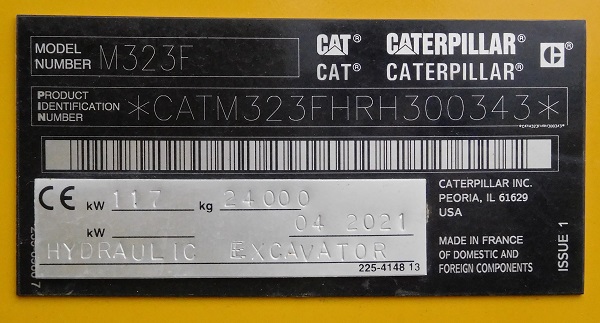 MODEL NUMBER M323F
CAT® CATERPILLAR® C®
CAT® CATERPILLAR®
PRODUCT IDENTIFICATION NUMBER *CATM323FHRH300343*
*CATM323FHRH300343*
CE kW 117 kg 24000
kW 04 2021
HYDRAULIC EXCAVATOR
225-4148 13
CATERPILLAR INC.
PEORIA, IL 61629
USA
MADE IN FRANCE
OF DOMESTIC AND
FOREIGN COMPONENTS
ISSUE 1